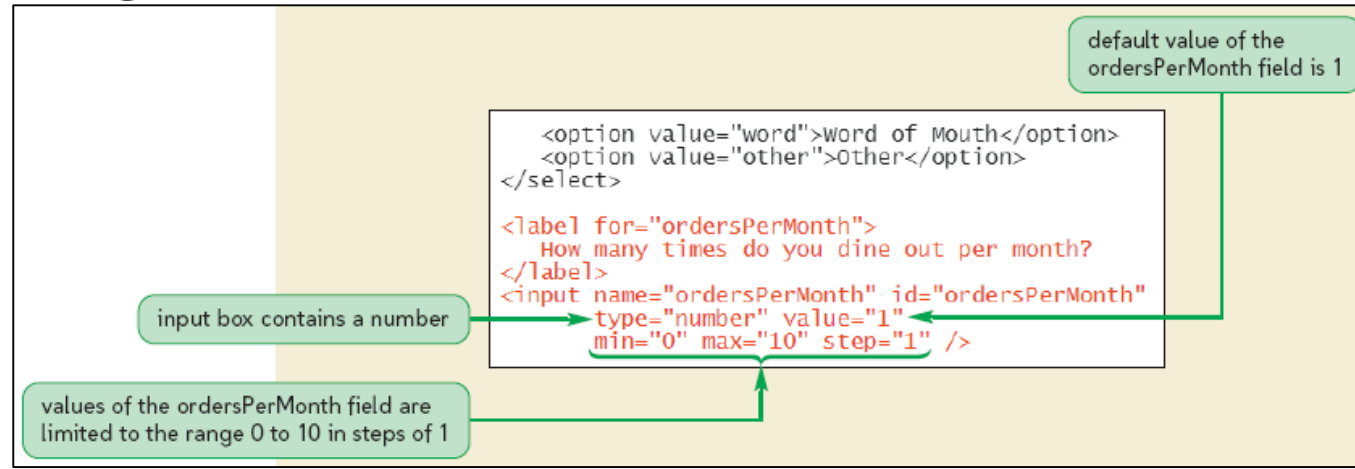 default value of the
ordersPerMonth field is 1
<option value="word">Word of Mouth</option>
<option value="other">Other</option>
</select>
<label for="ordersPerMonth">
How many times do you dine out per month?
</label>
<input name="ordersPerMonth" id="ordersPerMonth"
type="number" value="1"
min="0" max="10" step="1" />
input box contains a number
values of the ordersPerMonth field are
limited to the range 0 to 10 in steps of 1